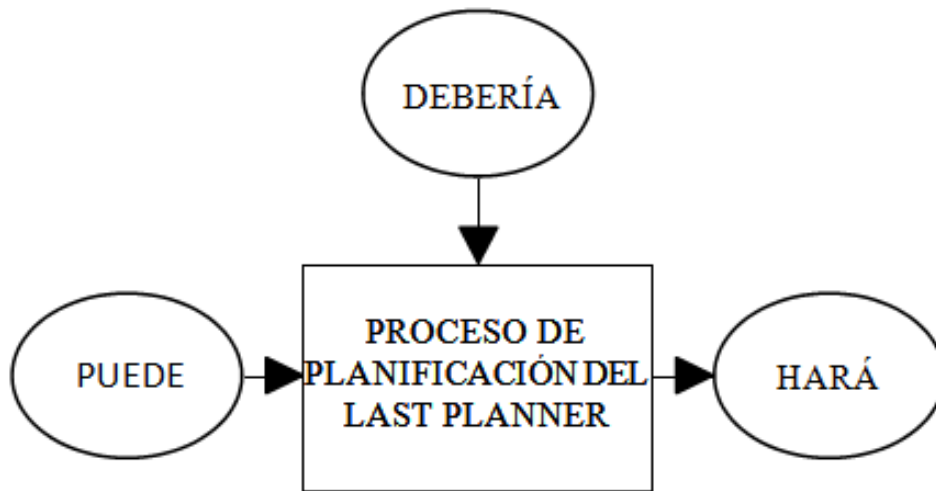 DEBERÍA
PUEDE
PROCESO DE
PLANIFICACIÓN DEL
LAST PLANNER
HARÁ